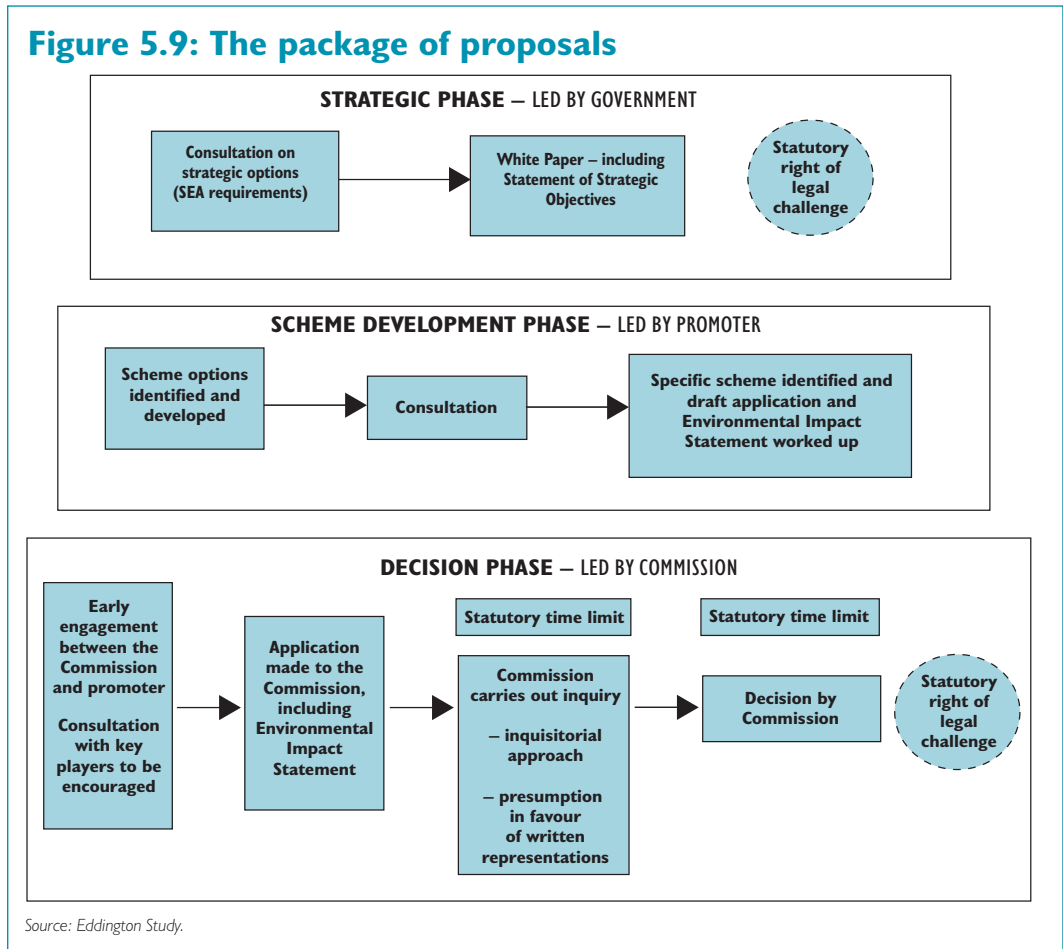 Figure 5.9: The package of proposals
STRATEGIC PHASE – LED BY GOVERNMENT
Consultation on
strategic options
(SEA requirements)
White Paper – including
Statement of Strategic
Objectives
Statutory
right of
legal
challenge
SCHEME DEVELOPMENT PHASE – LED BY PROMOTER
Scheme options
identified and
developed
Consultation
Specific scheme identified and
draft application and
Environmental Impact
Statement worked up
DECISION PHASE – LED BY COMMISSION
Early
engagement
between the
Commission
and promoter
Consultation
with key
players to be
encouraged
Application
made to the
Commission,
including
Environmental
Impact
Statement
Statutory time limit
Commission
carries out inquiry
– inquisitorial
approach
– presumption
in favour
of written
representations
Statutory time limit
Decision by
Commission
Statutory
right of
legal
challenge
Source: Eddington Study.